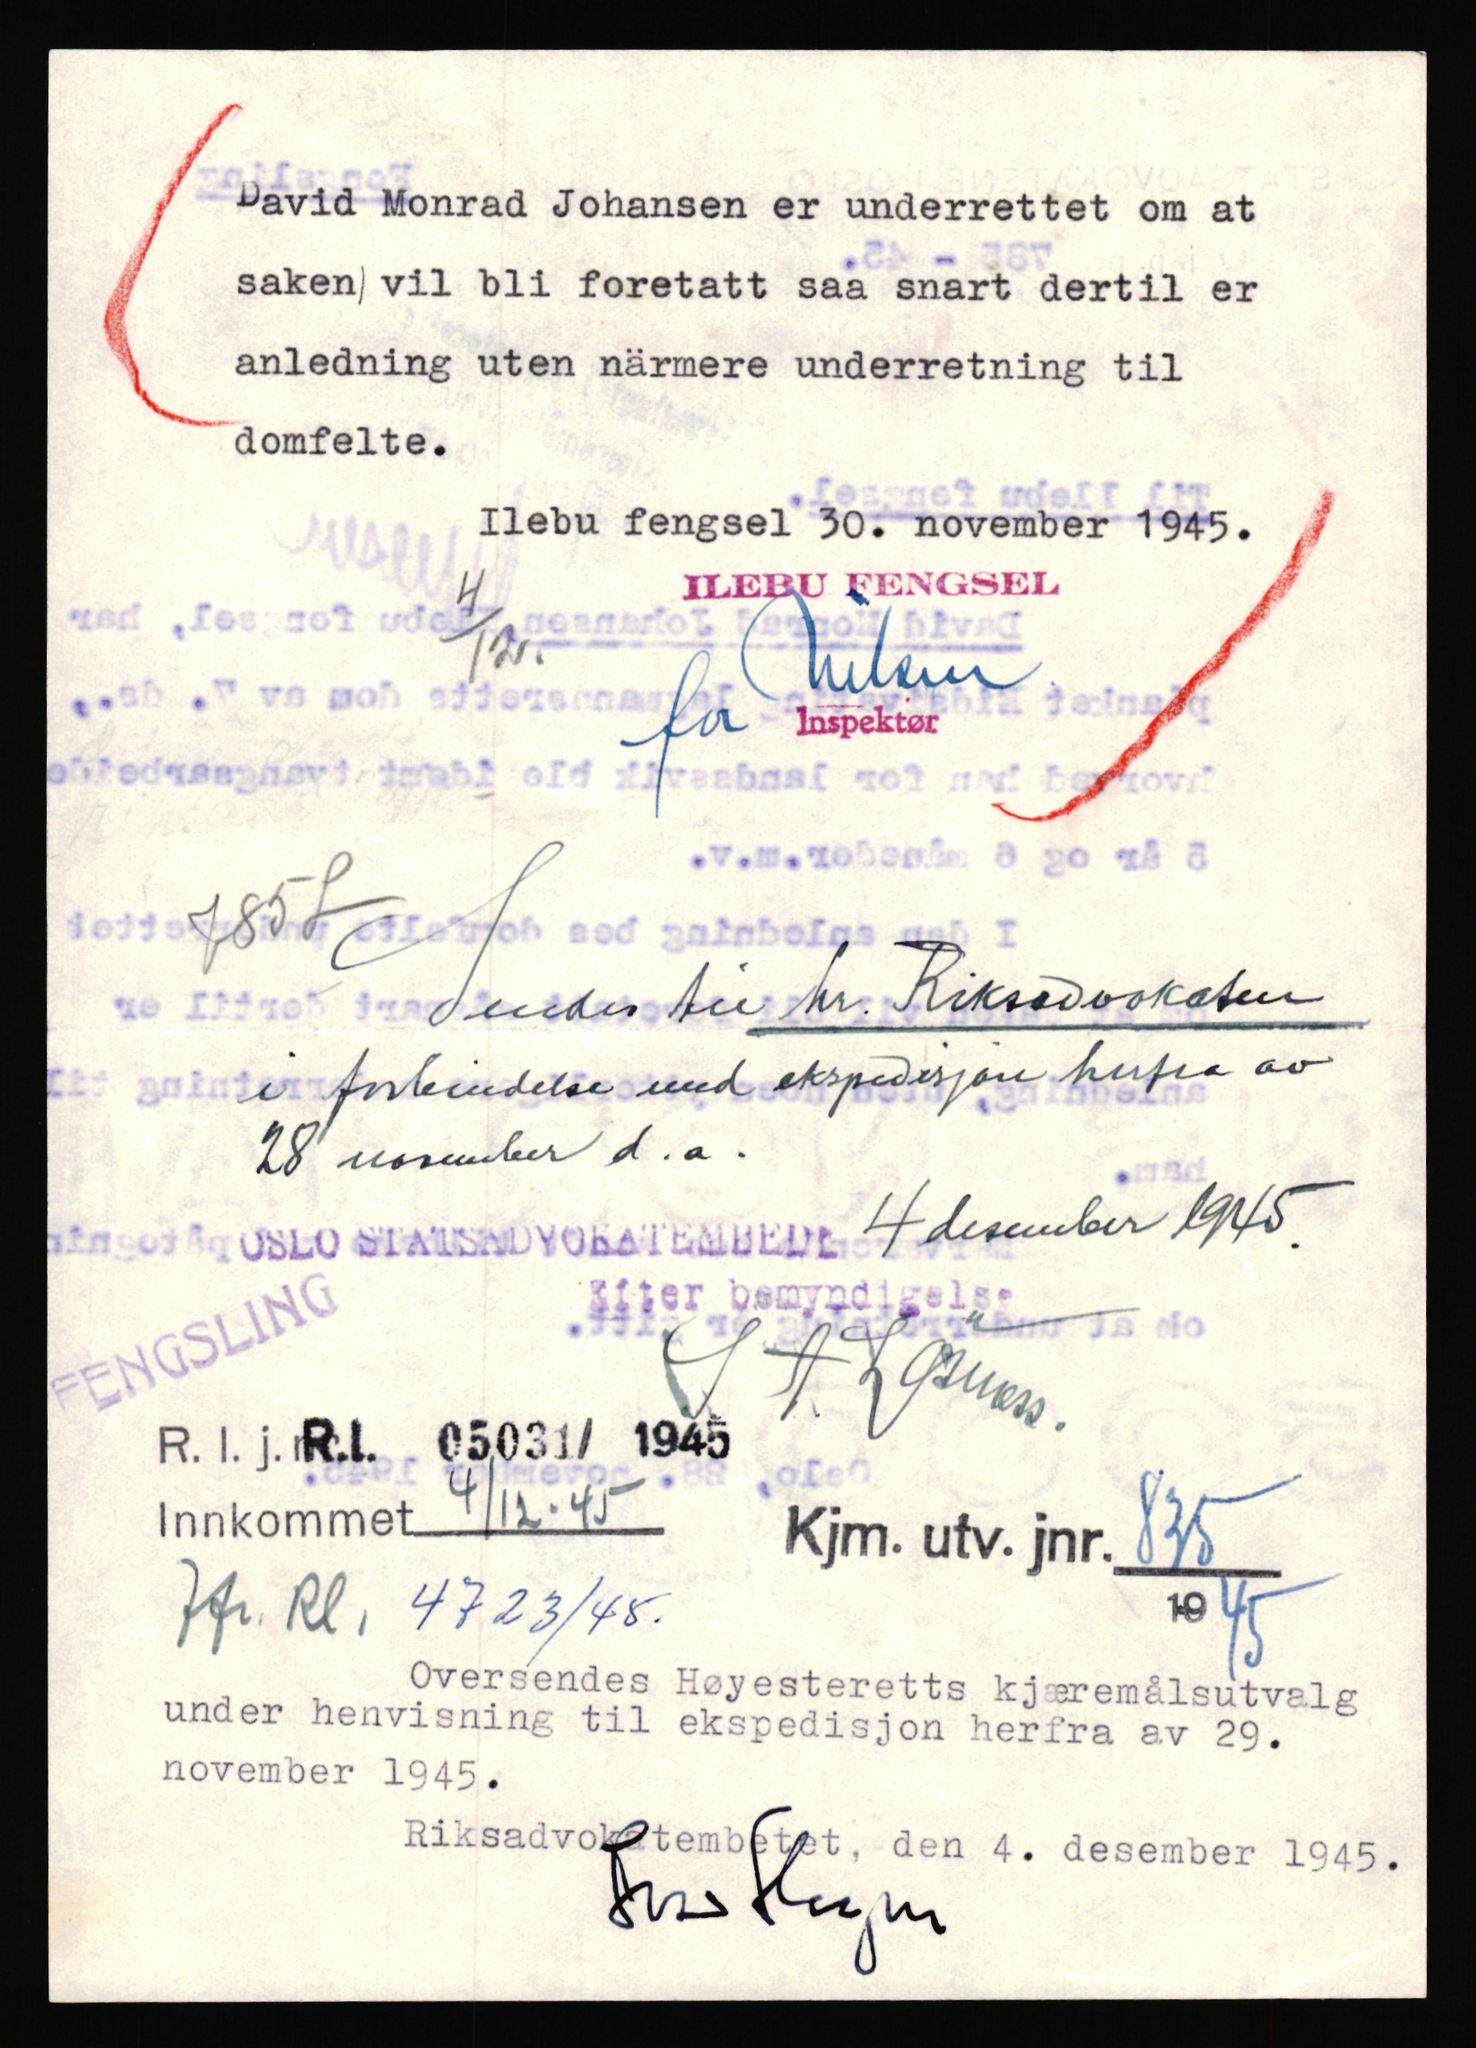 David Monrad Johansen er underrettet om at
saken vil bli foretatt saa snart dertil er
anledning uten närmere underretning til
domfelte.
Ilebu fengsel 30. november 1945.
ILEBU FENGSEL
4/12.
for Nilsen
Inspektør
785 L
Sendes til hr. Riksadvokaten
i forbindelse med ekspedisjon herfra av
28 november d.a.
OSLO STATSADVOKATEMBEDE 4 desember 1945.
Efter bemyndigelse
FENGSLING
R. l. j. nr. R.l. 05031/ 1945
Innkommet 4/12-45
Kjm. utv. jnr. 835
1945
Jfr. Rl. 4723/45.
Oversendes Høyesteretts kjæremålsutvalg
under henvisning til ekspedisjon herfra av 29.
november 1945.
Riksadvokatembetet, den 4. desember 1945.